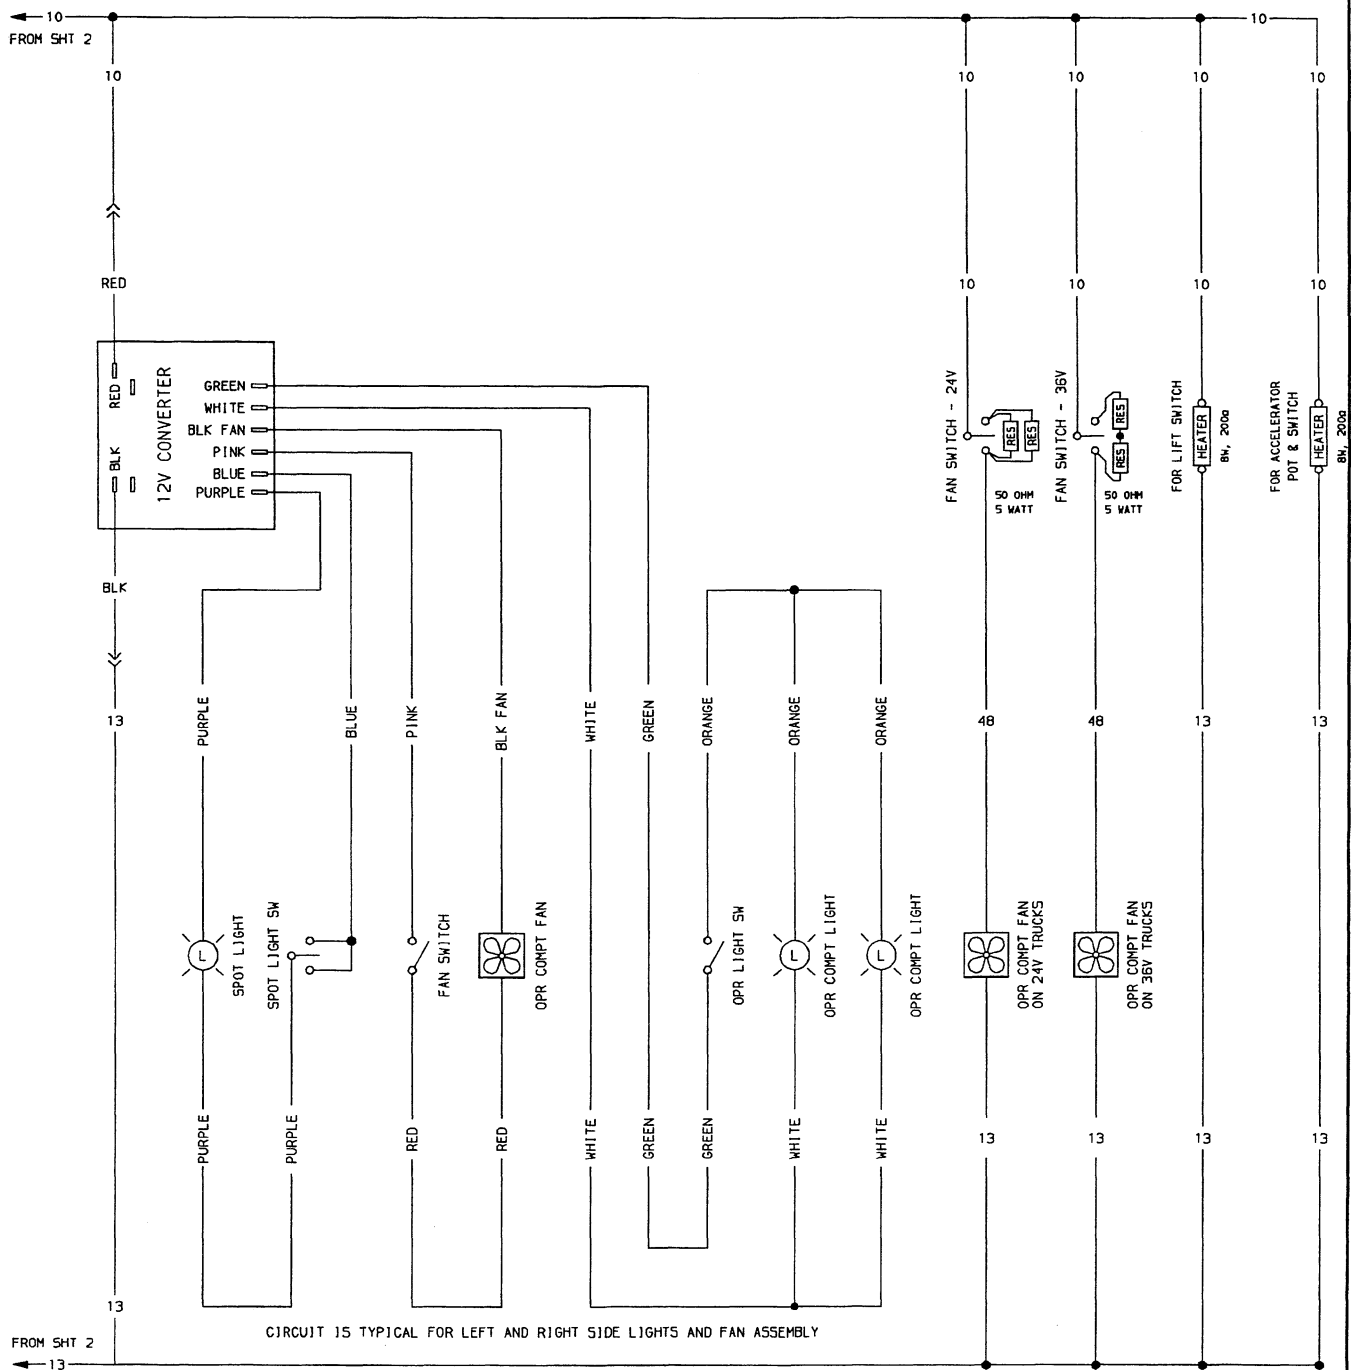 10
10
FROM SHT 2
10
10
10
10
10
RED
10
10
10
10
RED
BLK
12V CONVERTER
GREEN
WHITE
BLK FAN
PINK
BLUE
PURPLE
FAN SWITCH - 24V
RES
RES
50 OHM
5 WATT
FAN SWITCH - 36V
RES
RES
50 OHM
5 WATT
FOR LIFT SWITCH
HEATER
8W, 200Ω
FOR ACCELERATOR
POT & SWITCH
HEATER
8W, 200Ω
BLK
13
PURPLE
BLUE
PINK
BLK FAN
WHITE
GREEN
ORANGE
ORANGE
ORANGE
48
48
13
13
L
SPOT LIGHT
SPOT LIGHT SW
FAN SWITCH
OPR COMPT FAN
OPR LIGHT SW
L
OPR COMPT LIGHT
L
OPR COMPT LIGHT
OPR COMPT FAN
ON 24V TRUCKS
OPR COMPT FAN
ON 36V TRUCKS
PURPLE
PURPLE
RED
RED
WHITE
GREEN
GREEN
WHITE
WHITE
13
13
13
13
13
CIRCUIT IS TYPICAL FOR LEFT AND RIGHT SIDE LIGHTS AND FAN ASSEMBLY
FROM SHT 2
13